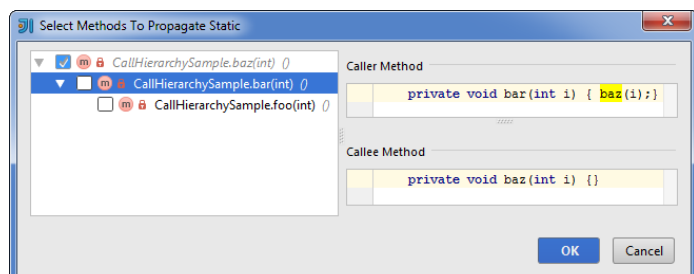 Select Methods To Propagate Static
CallHierarchySample.baz(int) ()
CallHierarchySample.bar(int) ()
CallHierarchySample.foo(int) ()
Caller Method
private void bar(int i) { baz(i);}
Callee Method
private void baz(int i) {}
OK
Cancel